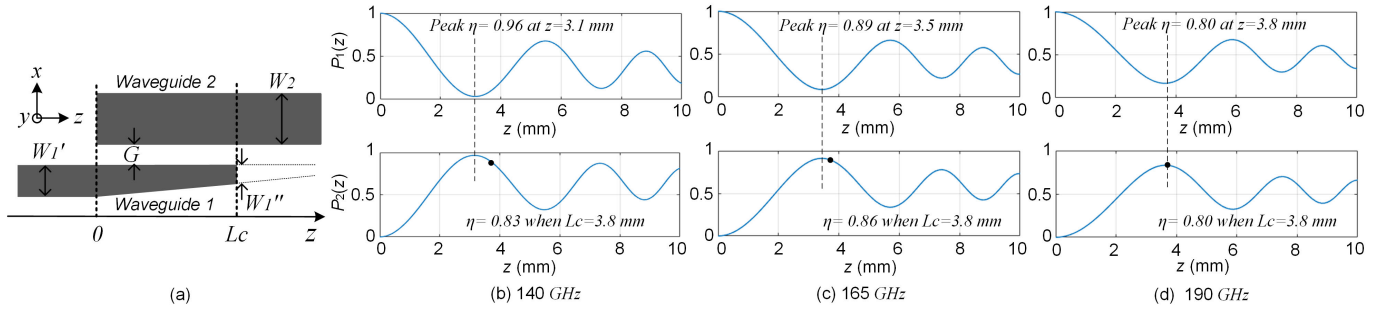 (a)
x
y
z
Waveguide 2
W2
W1'
G
Waveguide 1
W1''
0
Lc
z
P1(z)
1
0.5
0
Peak η= 0.96 at z=3.1 mm
0 2 4 6 8 10
z (mm)
P2(z)
1
0.5
0
η= 0.83 when Lc=3.8 mm
0 2 4 6 8 10
z (mm)
(b) 140 GHz
1
0.5
0
Peak η= 0.89 at z=3.5 mm
0 2 4 6 8 10
z (mm)
1
0.5
0
η= 0.86 when Lc=3.8 mm
0 2 4 6 8 10
z (mm)
(c) 165 GHz
1
0.5
0
Peak η= 0.80 at z=3.8 mm
0 2 4 6 8 10
z (mm)
1
0.5
0
η= 0.80 when Lc=3.8 mm
0 2 4 6 8 10
z (mm)
(d) 190 GHz